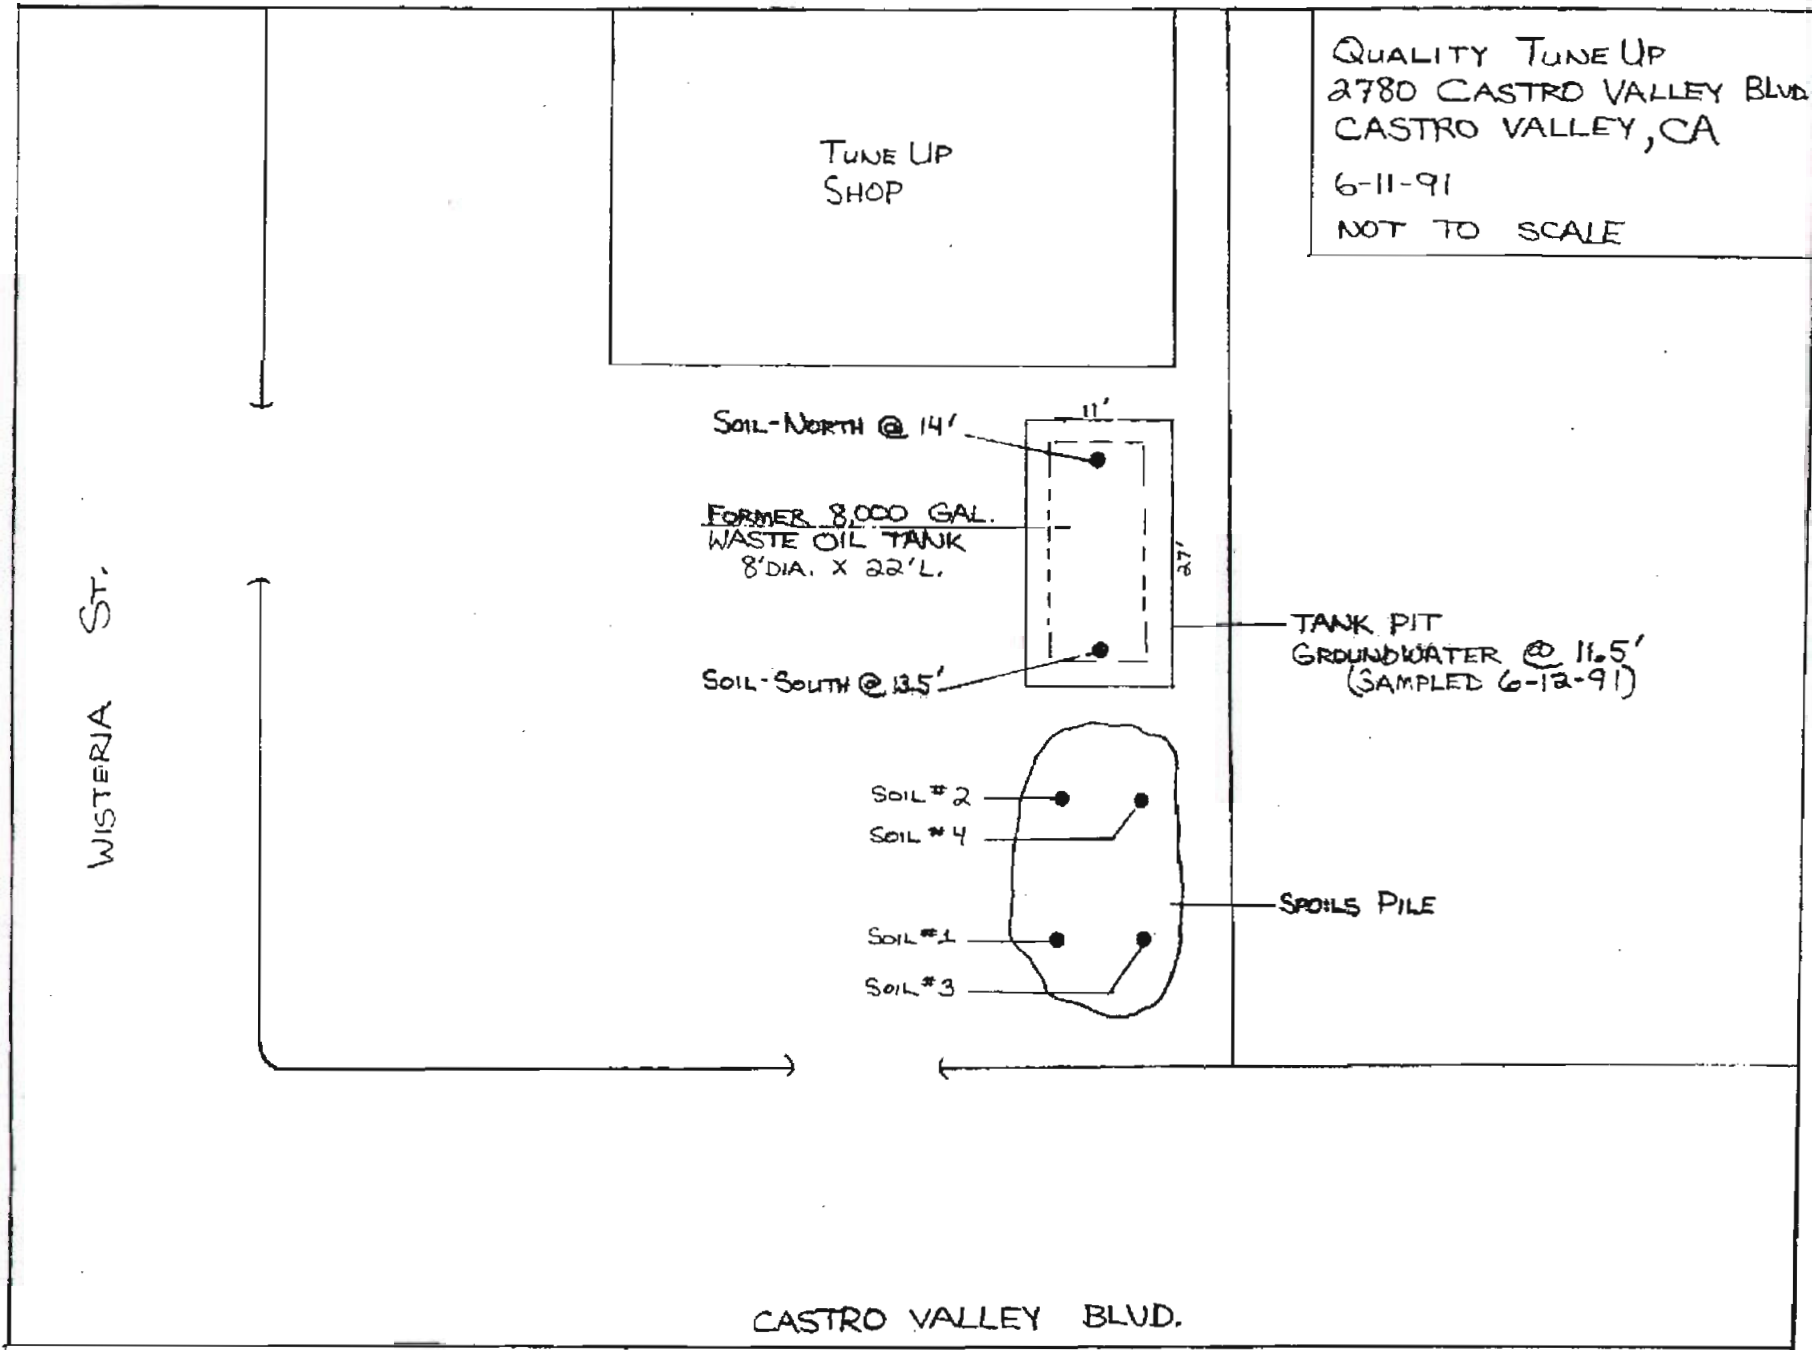 QUALITY TUNE UP
2780 CASTRO VALLEY BLVD.
CASTRO VALLEY, CA
6-11-91
NOT TO SCALE
TUNE UP
SHOP
11'
SOIL-NORTH @ 14'
FORMER 8,000 GAL.
WASTE OIL TANK
8' DIA. X 22' L.
27'
TANK PIT
GROUNDWATER @ 11.5'
(SAMPLED 6-12-91)
SOIL-SOUTH @ 13.5'
WISTERIA ST.
SOIL #2
SOIL #4
SPOILS PILE
SOIL #1
SOIL #3
CASTRO VALLEY BLVD.